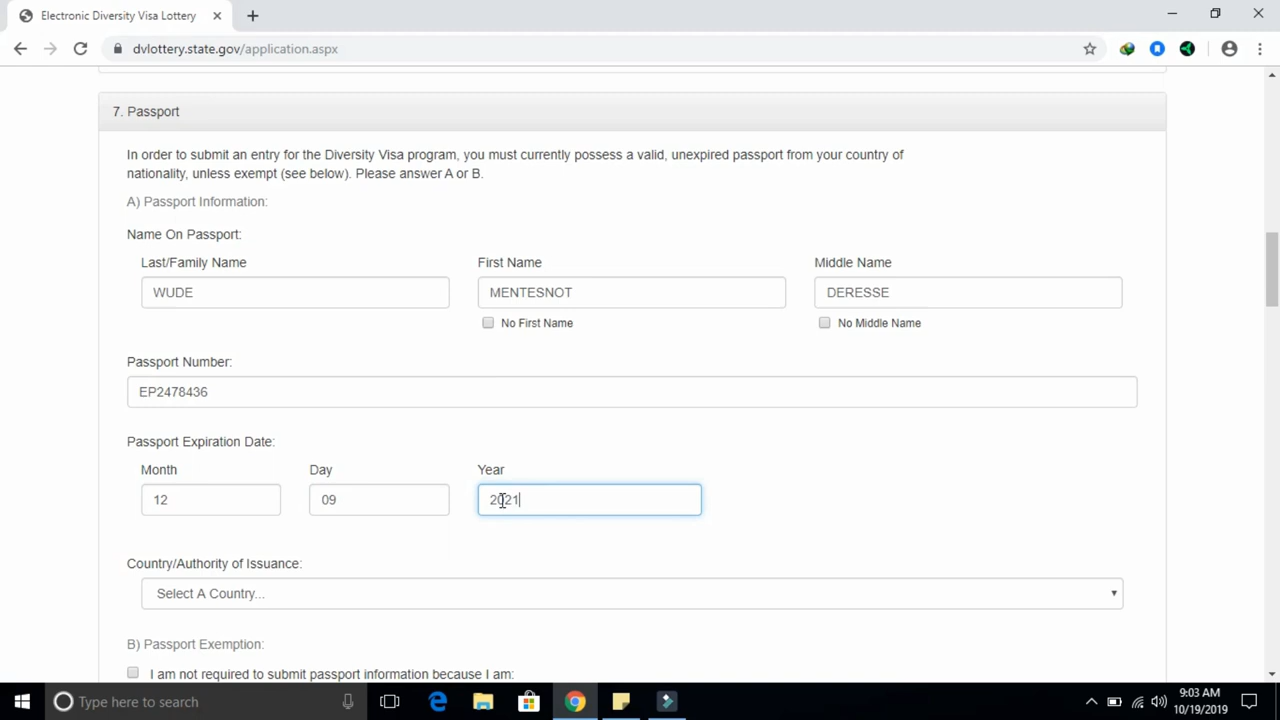 Electronic Diversity Visa Lottery
dvlottery.state.gov/application.aspx
7. Passport
In order to submit an entry for the Diversity Visa program, you must currently possess a valid, unexpired passport from your country of
nationality, unless exempt (see below). Please answer A or B.
A) Passport Information:
Name On Passport:
Last/Family Name First Name Middle Name
WUDE MENTESNOT DERESSE
No First Name No Middle Name
Passport Number:
EP2478436
Passport Expiration Date:
Month Day Year
12 09 2021
Country/Authority of Issuance:
Select A Country...
B) Passport Exemption:
I am not required to submit passport information because I am:
Type here to search
9:03 AM
10/19/2019